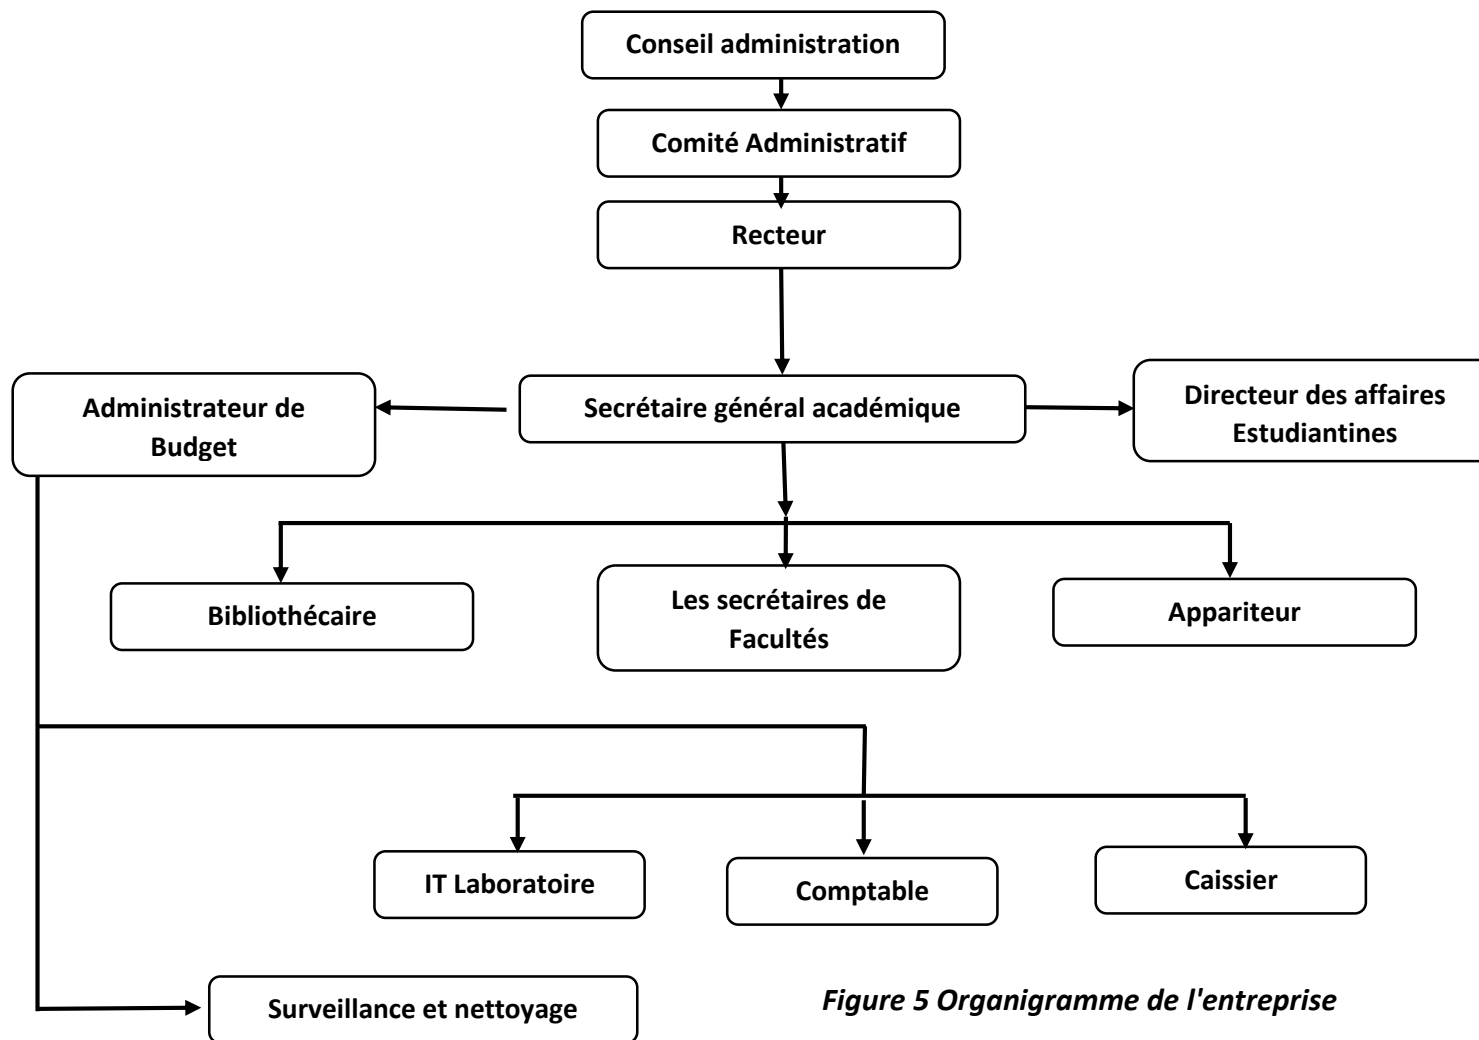 Conseil administration
Comité Administratif
Recteur
Administrateur de
Budget
Secrétaire général académique
Directeur des affaires
Estudiantines
Bibliothécaire
Les secrétaires de
Facultés
Appariteur
IT Laboratoire
Comptable
Caissier
Surveillance et nettoyage
Figure 5 Organigramme de l'entreprise